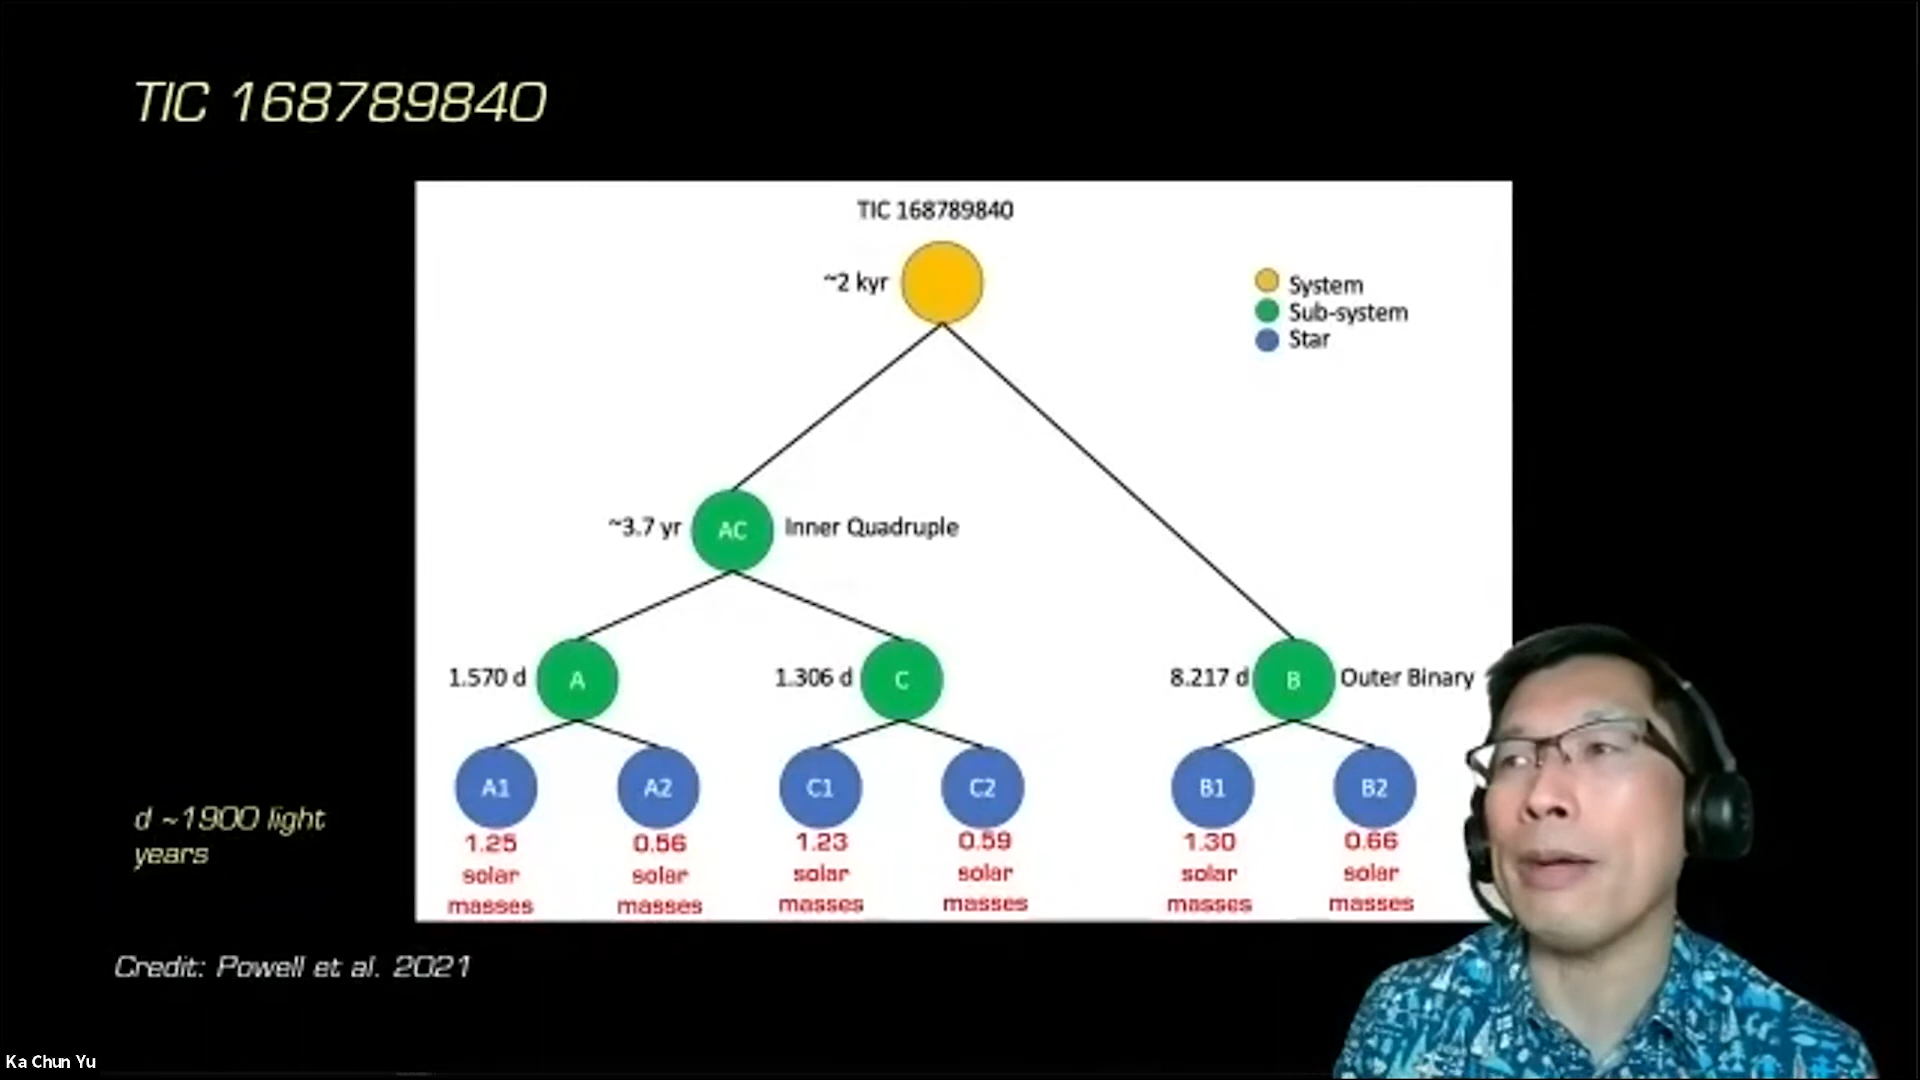 TIC 168789840
TIC 168789840
~2 kyr
System
Sub-system
Star
~3.7 yr
AC
Inner Quadruple
1.570 d
A
1.306 d
C
8.217 d
B
Outer Binary
A1
A2
C1
C2
B1
B2
1.25
solar
masses
0.56
solar
masses
1.23
solar
masses
0.59
solar
masses
1.30
solar
masses
0.66
solar
masses
d ~1900 light
years
Credit: Powell et al. 2021
Ka Chun Yu